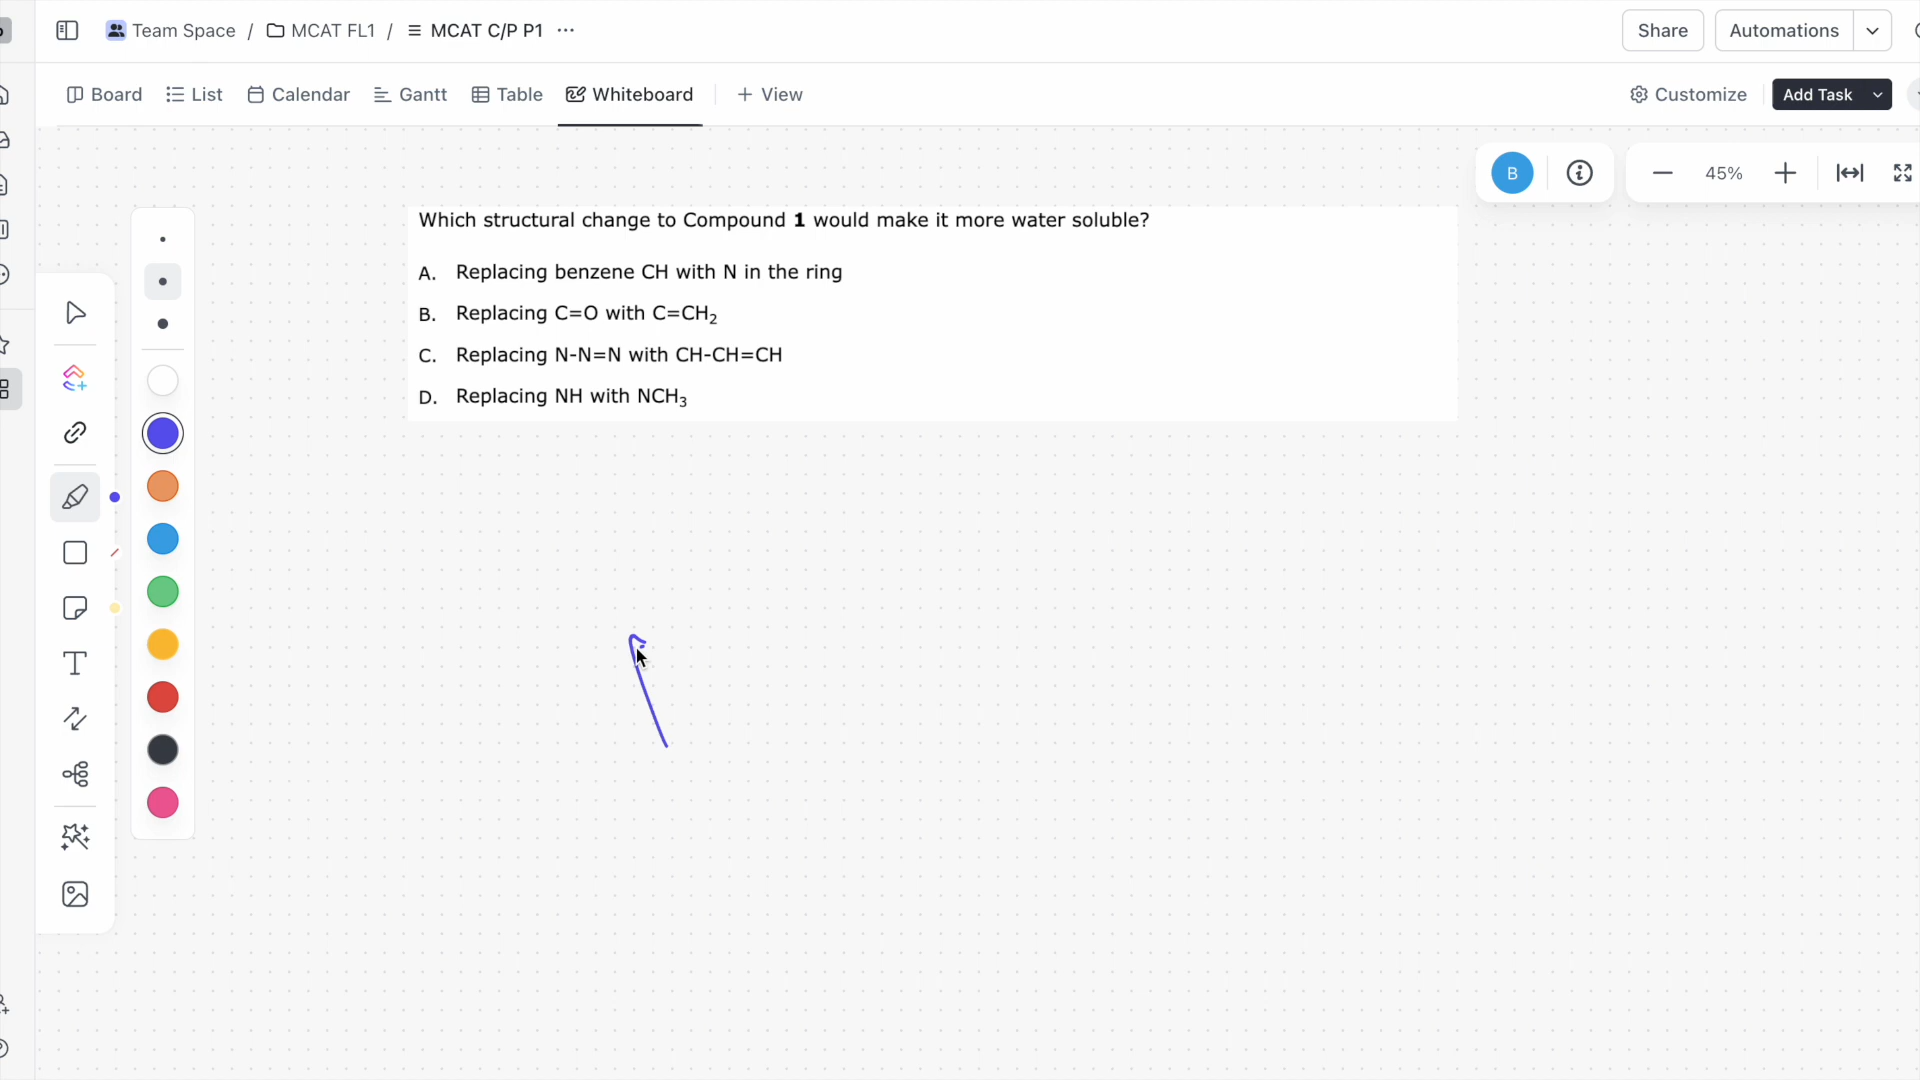 Team Space / MCAT FL1 / MCAT C/P P1 ...
Share
Automations
Board
List
Calendar
Gantt
Table
Whiteboard
+ View
Customize
Add Task
B
45%
Which structural change to Compound 1 would make it more water soluble?
A. Replacing benzene CH with N in the ring
B. Replacing C=O with C=CH₂
C. Replacing N-N=N with CH-CH=CH
D. Replacing NH with NCH₃